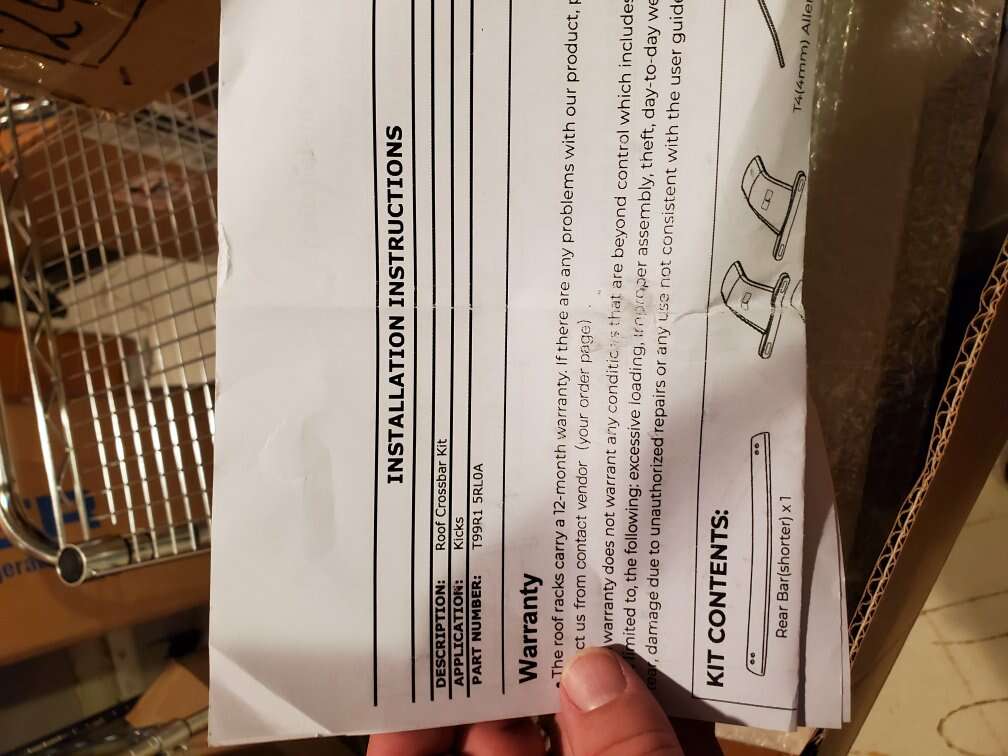 INSTALLATION INSTRUCTIONS
DESCRIPTION: Roof Crossbar Kit
APPLICATION: Kicks
PART NUMBER: T99R1 5RL0A
Warranty
• The roof racks carry a 12-month warranty. If there are any problems with our product, p
ct us from contact vendor (your order page) .
warranty does not warrant any conditions that are beyond control which includes
limited to, the following: excessive loading, improper assembly, theft, day-to-day we
damage due to unauthorized repairs or any use not consistent with the user guide
KIT CONTENTS:
Rear Bar(shorter) x 1
T4(4mm) Allen